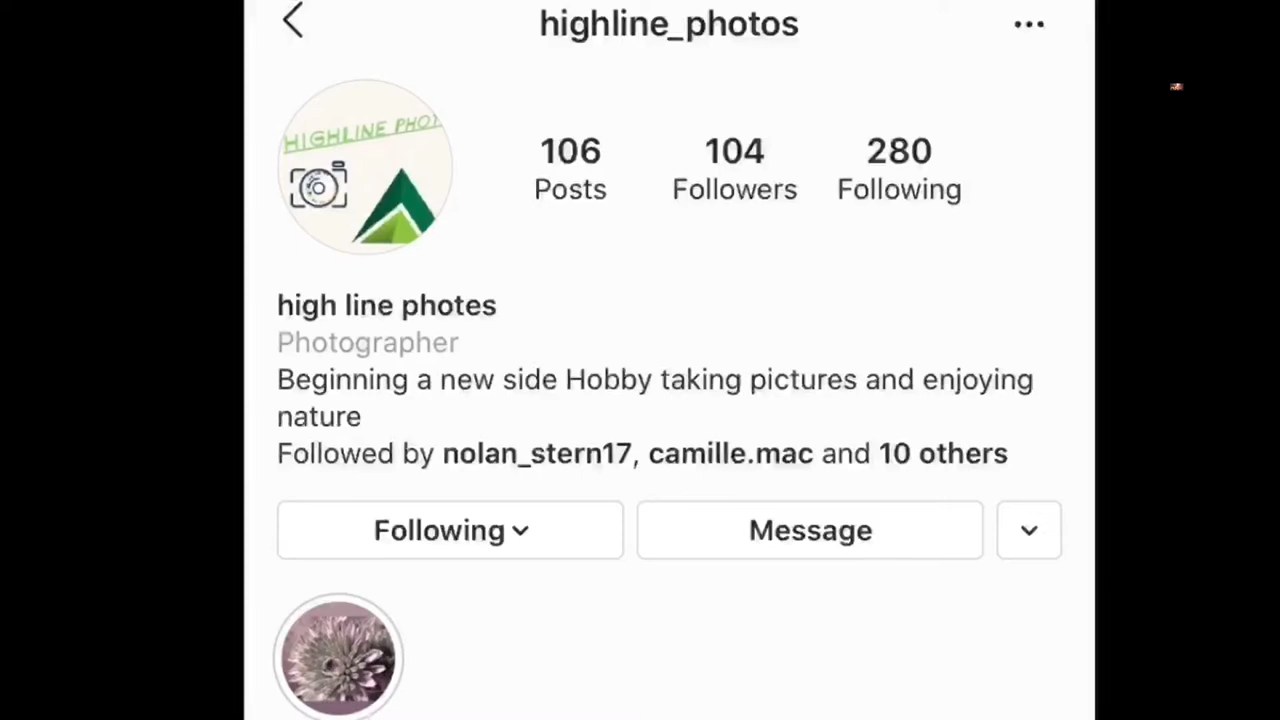 highline_photos
HIGHLINE PHOT
106 104 280
Posts Followers Following
high line photes
Photographer
Beginning a new side Hobby taking pictures and enjoying
nature
Followed by nolan_stern17, camille.mac and 10 others
Following Message